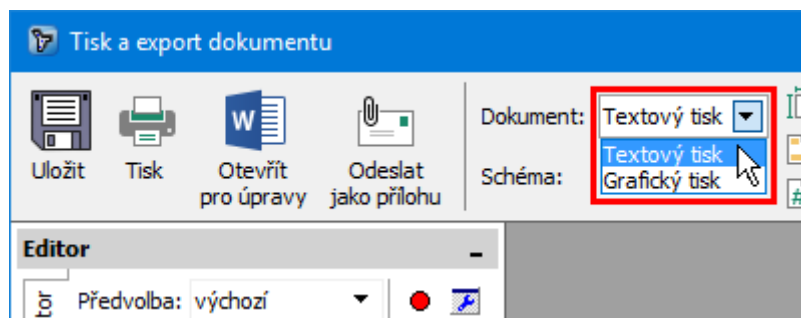 Tisk a export dokumentu
Uložit
Tisk
Otevřít
pro úpravy
Odeslat
jako přílohu
Dokument: Textový tisk
Textový tisk
Grafický tisk
Schéma:
Editor
Předvolba: výchozí